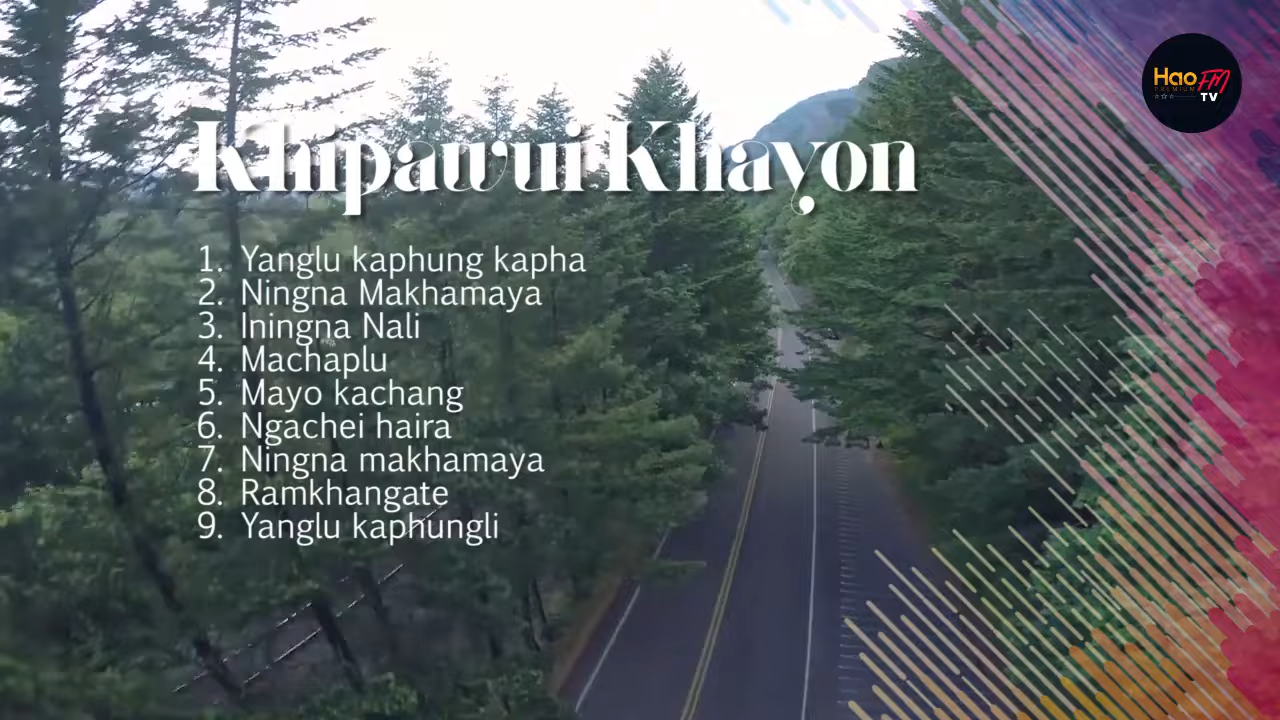 Hao FM
PREMIUM
TV
Khipawui Khayon
1. Yanglu kaphung kapha
2. Ningna Makhamaya
3. Iningna Nali
4. Machaplu
5. Mayo kachang
6. Ngachei haira
7. Ningna makhamaya
8. Ramkhangate
9. Yanglu kaphungli